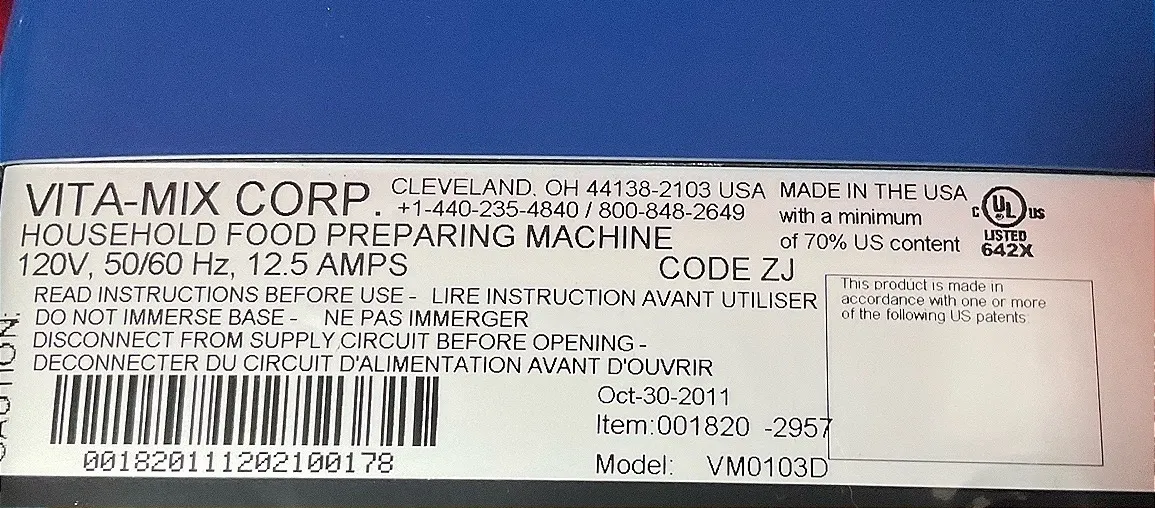 VITA-MIX CORP. CLEVELAND, OH 44138-2103 USA
+1-440-235-4840 / 800-848-2649
MADE IN THE USA
with a minimum
of 70% US content
C UL US
LISTED
642X
HOUSEHOLD FOOD PREPARING MACHINE
120V, 50/60 Hz, 12.5 AMPS
CODE ZJ
CAUTION:
READ INSTRUCTIONS BEFORE USE - LIRE INSTRUCTION AVANT UTILISER
DO NOT IMMERSE BASE - NE PAS IMMERGER
DISCONNECT FROM SUPPLY CIRCUIT BEFORE OPENING -
DECONNECTER DU CIRCUIT D'ALIMENTATION AVANT D'OUVRIR
This product is made in
accordance with one or more
of the following US patents:
001820111202100178
Oct-30-2011
Item:001820 -2957
Model: VM0103D